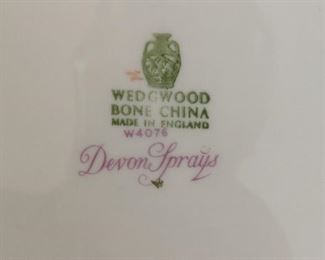 WEDGWOOD
BONE CHINA
MADE IN ENGLAND
W4076
Devon Sprays